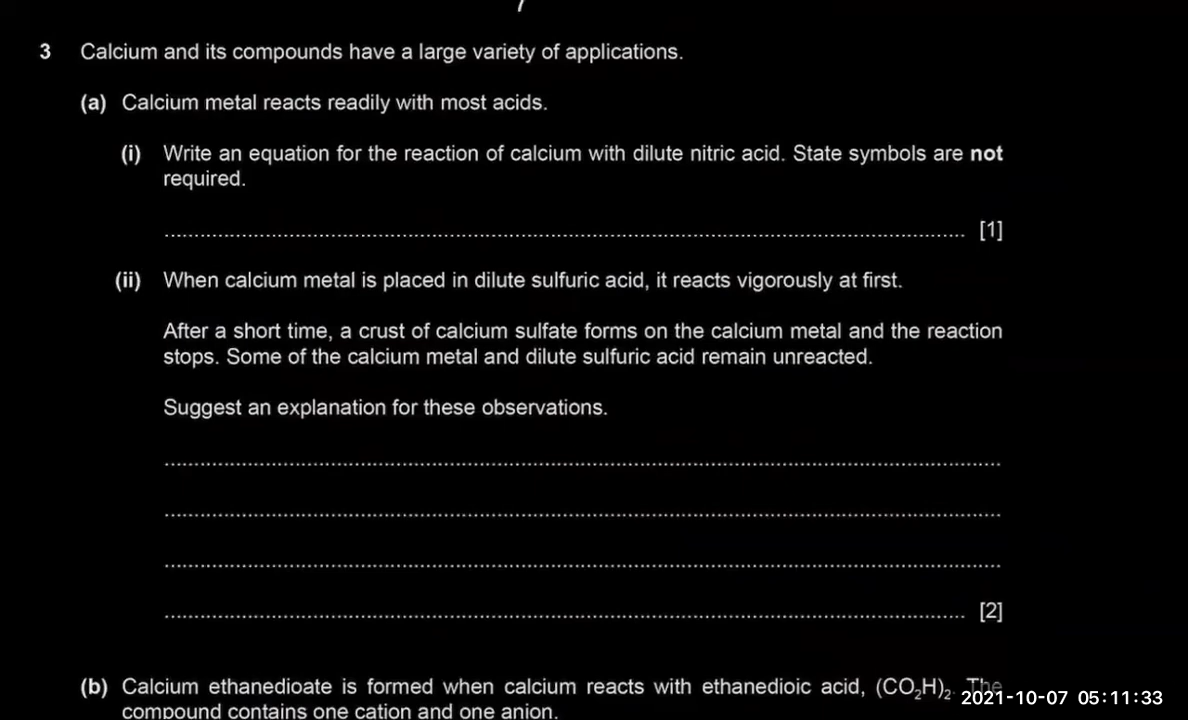 3 Calcium and its compounds have a large variety of applications.
(a) Calcium metal reacts readily with most acids.
(i) Write an equation for the reaction of calcium with dilute nitric acid. State symbols are not
required.
[1]
(ii) When calcium metal is placed in dilute sulfuric acid, it reacts vigorously at first.
After a short time, a crust of calcium sulfate forms on the calcium metal and the reaction
stops. Some of the calcium metal and dilute sulfuric acid remain unreacted.
Suggest an explanation for these observations.
[2]
(b) Calcium ethanedioate is formed when calcium reacts with ethanedioic acid, (CO₂H)₂. The
compound contains one cation and one anion.
2021-10-07 05:11:33